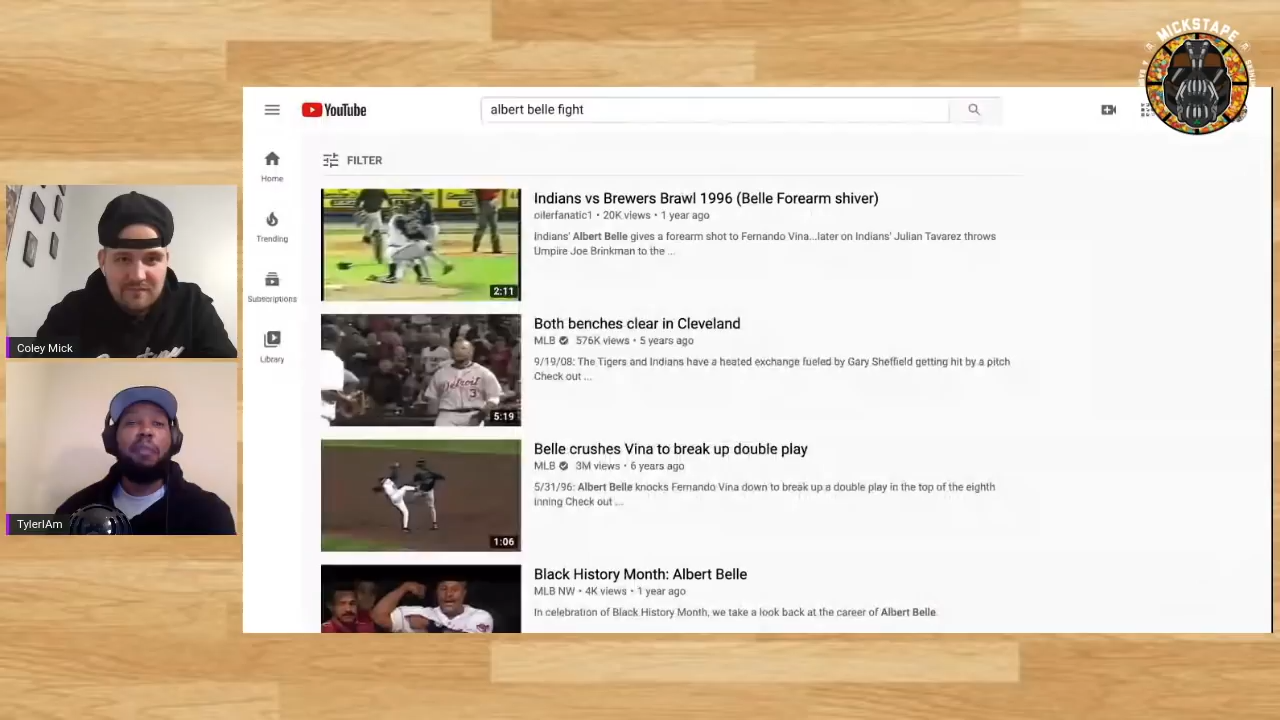 MICKSTAPE
YouTube
albert belle fight
FILTER
Home
Trending
Subscriptions
Library
Indians vs Brewers Brawl 1996 (Belle Forearm shiver)
oilerfanatic1 • 20K views • 1 year ago
Indians' Albert Belle gives a forearm shot to Fernando Vina...later on Indians' Julian Tavarez throws
Umpire Joe Brinkman to the ...
2:11
Both benches clear in Cleveland
MLB 576K views • 5 years ago
9/19/08: The Tigers and Indians have a heated exchange fueled by Gary Sheffield getting hit by a pitch
Check out ...
Detroit
3
5:19
Belle crushes Vina to break up double play
MLB 3M views • 6 years ago
5/31/96: Albert Belle knocks Fernando Vina down to break up a double play in the top of the eighth
inning Check out ...
1:06
Black History Month: Albert Belle
MLB NW • 4K views • 1 year ago
In celebration of Black History Month, we take a look back at the career of Albert Belle.
Coley Mick
TylerIAm